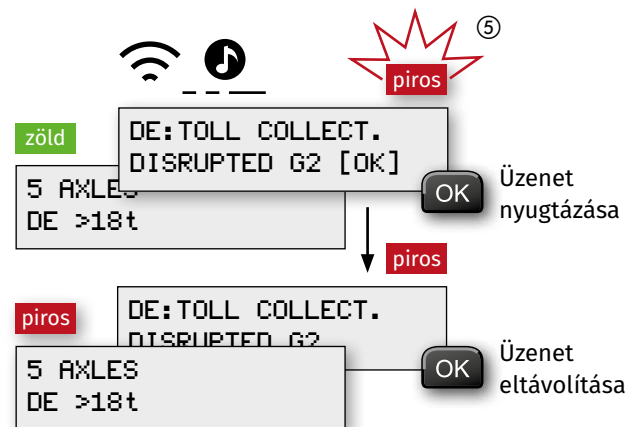 ⑤
piros
zöld
DE:TOLL COLLECT.
DISRUPTED G2 [OK]
5 AXLES
DE >18t
OK
Üzenet
nyugtázása
piros
piros
DE:TOLL COLLECT.
DISRUPTED G2
5 AXLES
DE >18t
OK
Üzenet
eltávolítása